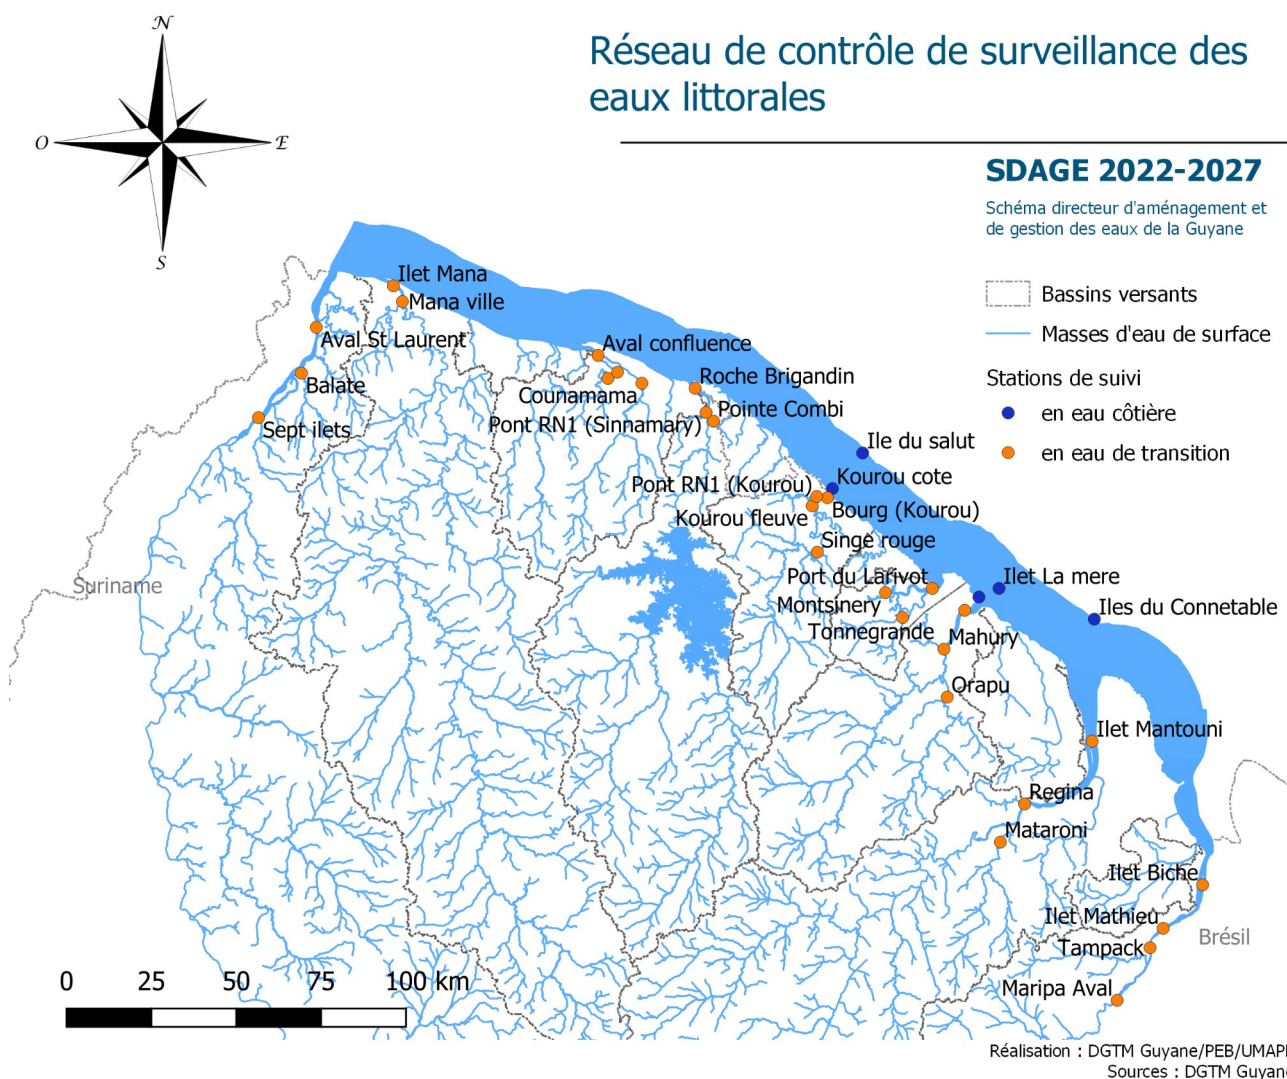 N
O
E
S
Réseau de contrôle de surveillance des
eaux littorales
SDAGE 2022-2027
Schéma directeur d'aménagement et
de gestion des eaux de la Guyane
Bassins versants
Masses d'eau de surface
Stations de suivi
en eau côtière
en eau de transition
Ilet Mana
Mana ville
Aval St Laurent
Balate
Sept ilets
Aval confluence
Counamama
Roche Brigandin
Pointe Combi
Pont RN1 (Sinnamary)
Ile du salut
Kourou cote
Pont RN1 (Kourou)
Bourg (Kourou)
Kourou fleuve
Singe rouge
Port du Larivot
Ilet La mere
Montsinery
Iles du Connetable
Tonnegrande
Mahury
Suriname
Orapu
Ilet Mantouni
Regina
Mataroni
Ilet Biche
Ilet Mathieu
Brésil
Tampack
Maripa Aval
0 25 50 75 100 km
Réalisation : DGTM Guyane/PEB/UMAP
Sources : DGTM Guyan